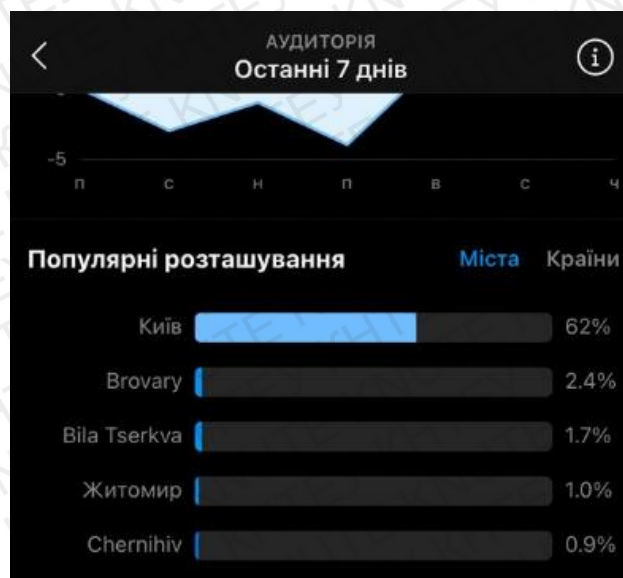 АУДИТОРІЯ
Останні 7 днів
-5
п с н п в с ч
Популярні розташування Міста Країни
Київ 62%
Brovary 2.4%
Bila Tserkva 1.7%
Житомир 1.0%
Chernihiv 0.9%